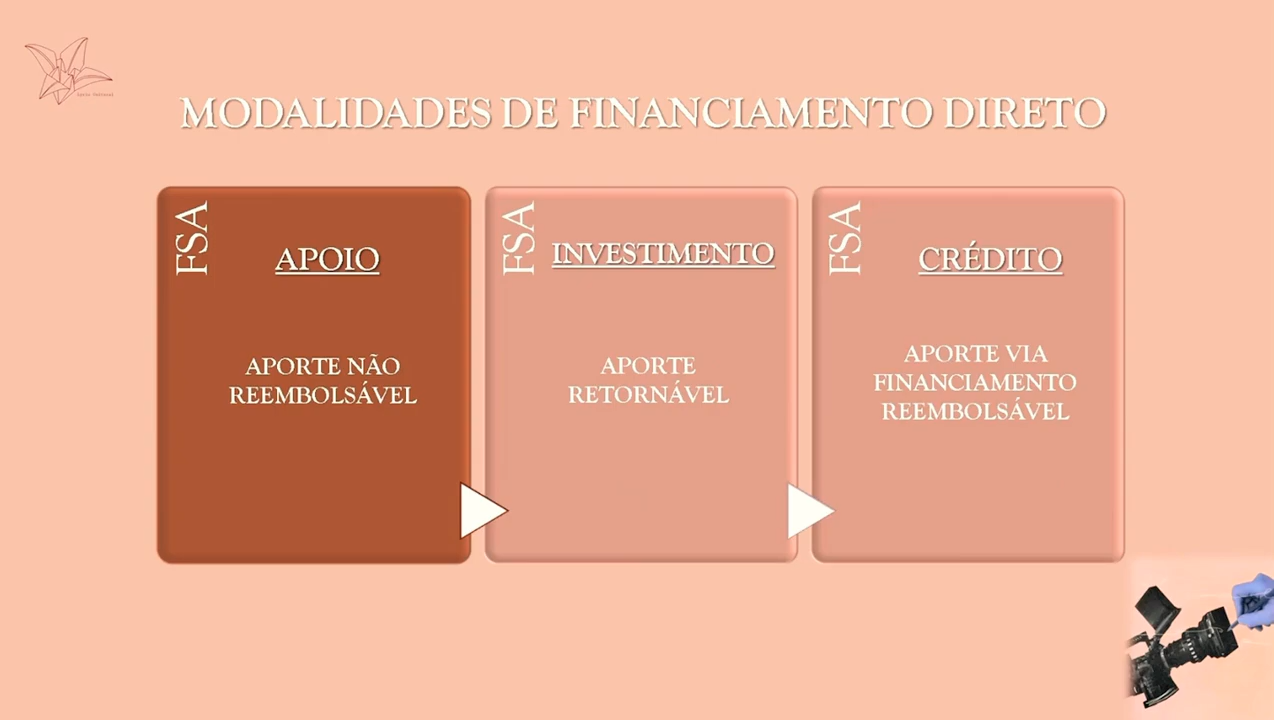 MODALIDADES DE FINANCIAMENTO DIRETO
FSA
APOIO
APORTE NÃO
REEMBOLSÁVEL
FSA
INVESTIMENTO
APORTE
RETORNÁVEL
FSA
CRÉDITO
APORTE VIA
FINANCIAMENTO
REEMBOLSÁVEL